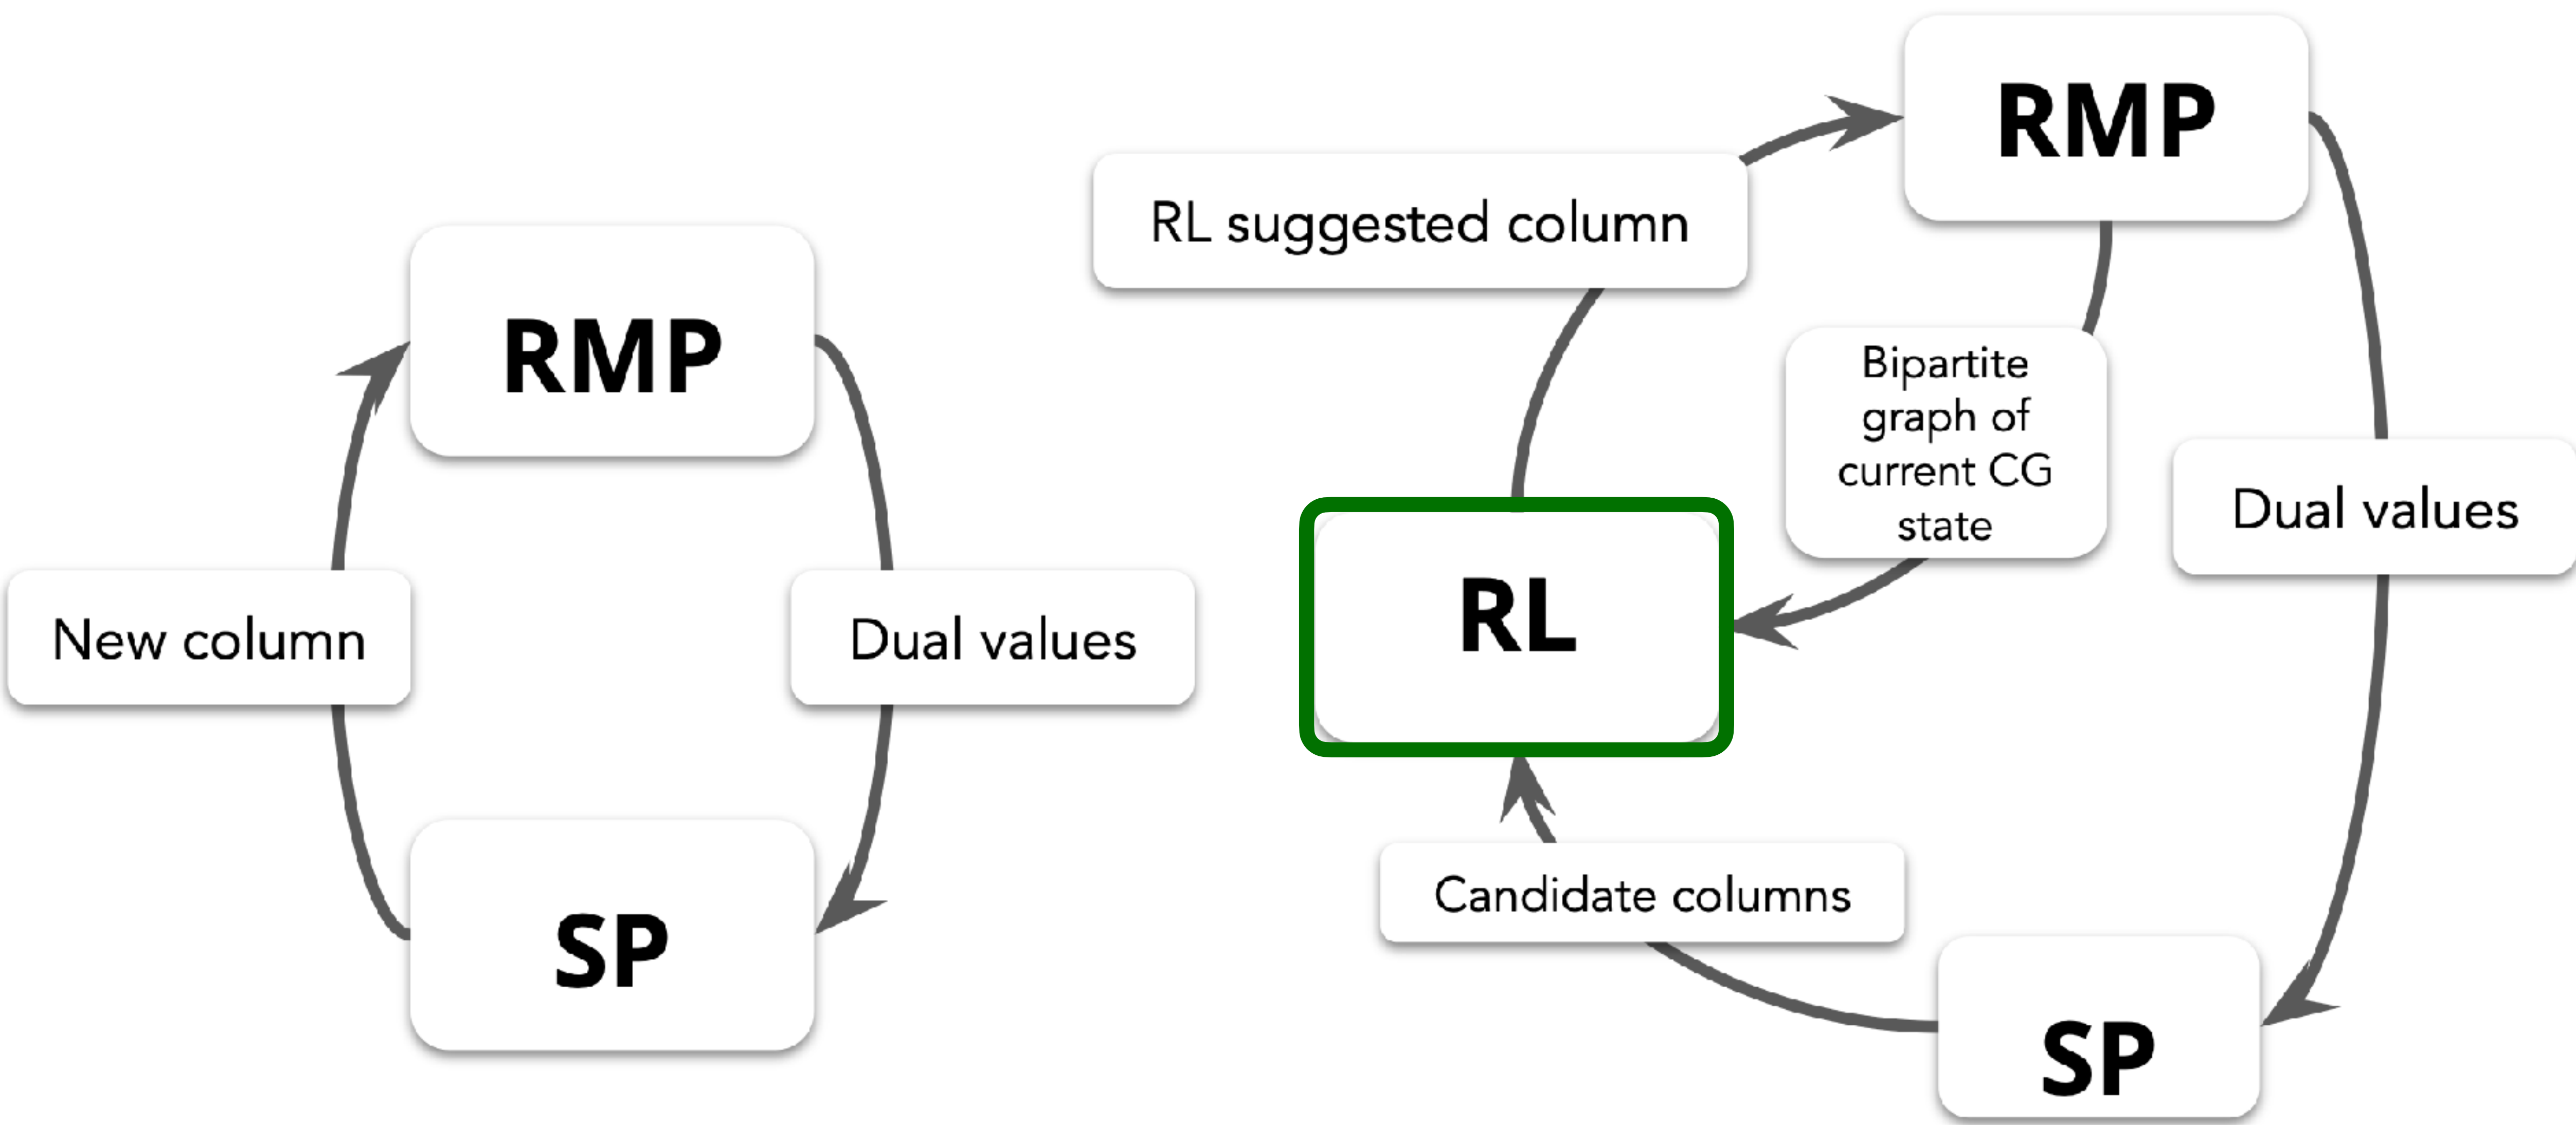 RMP
New column
Dual values
SP
RMP
RL suggested column
Bipartite
graph of
current CG
state
Dual values
RL
Candidate columns
SP